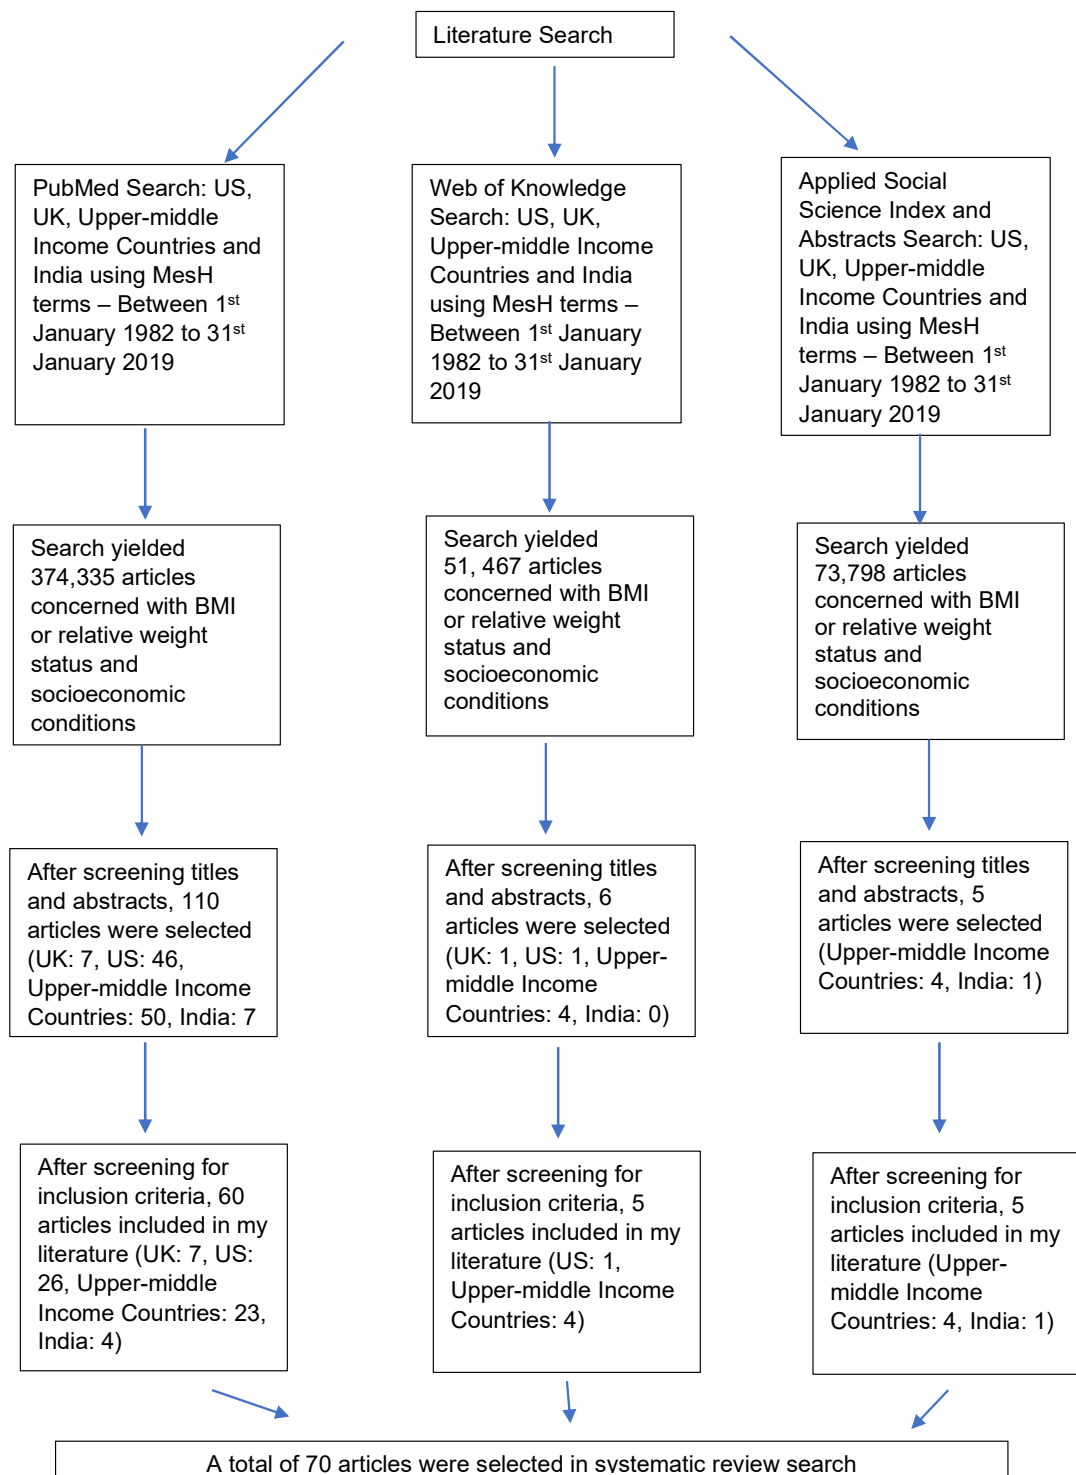 Literature Search
PubMed Search: US,
UK, Upper-middle
Income Countries and
India using MesH
terms – Between 1st
January 1982 to 31st
January 2019
Web of Knowledge
Search: US, UK,
Upper-middle Income
Countries and India
using MesH terms –
Between 1st January
1982 to 31st January
2019
Applied Social
Science Index and
Abstracts Search: US,
UK, Upper-middle
Income Countries and
India using MesH
terms – Between 1st
January 1982 to 31st
January 2019
Search yielded
374,335 articles
concerned with BMI
or relative weight
status and
socioeconomic
conditions
Search yielded
51, 467 articles
concerned with BMI
or relative weight
status and
socioeconomic
conditions
Search yielded
73,798 articles
concerned with BMI
or relative weight
status and
socioeconomic
conditions
After screening titles
and abstracts, 110
articles were selected
(UK: 7, US: 46,
Upper-middle Income
Countries: 50, India: 7
After screening titles
and abstracts, 6
articles were selected
(UK: 1, US: 1, Upper-
middle Income
Countries: 4, India: 0)
After screening titles
and abstracts, 5
articles were selected
(Upper-middle Income
Countries: 4, India: 1)
After screening for
inclusion criteria, 60
articles included in my
literature (UK: 7, US:
26, Upper-middle
Income Countries: 23,
India: 4)
After screening for
inclusion criteria, 5
articles included in my
literature (US: 1,
Upper-middle Income
Countries: 4)
After screening for
inclusion criteria, 5
articles included in my
literature (Upper-
middle Income
Countries: 4, India: 1)
A total of 70 articles were selected in systematic review search